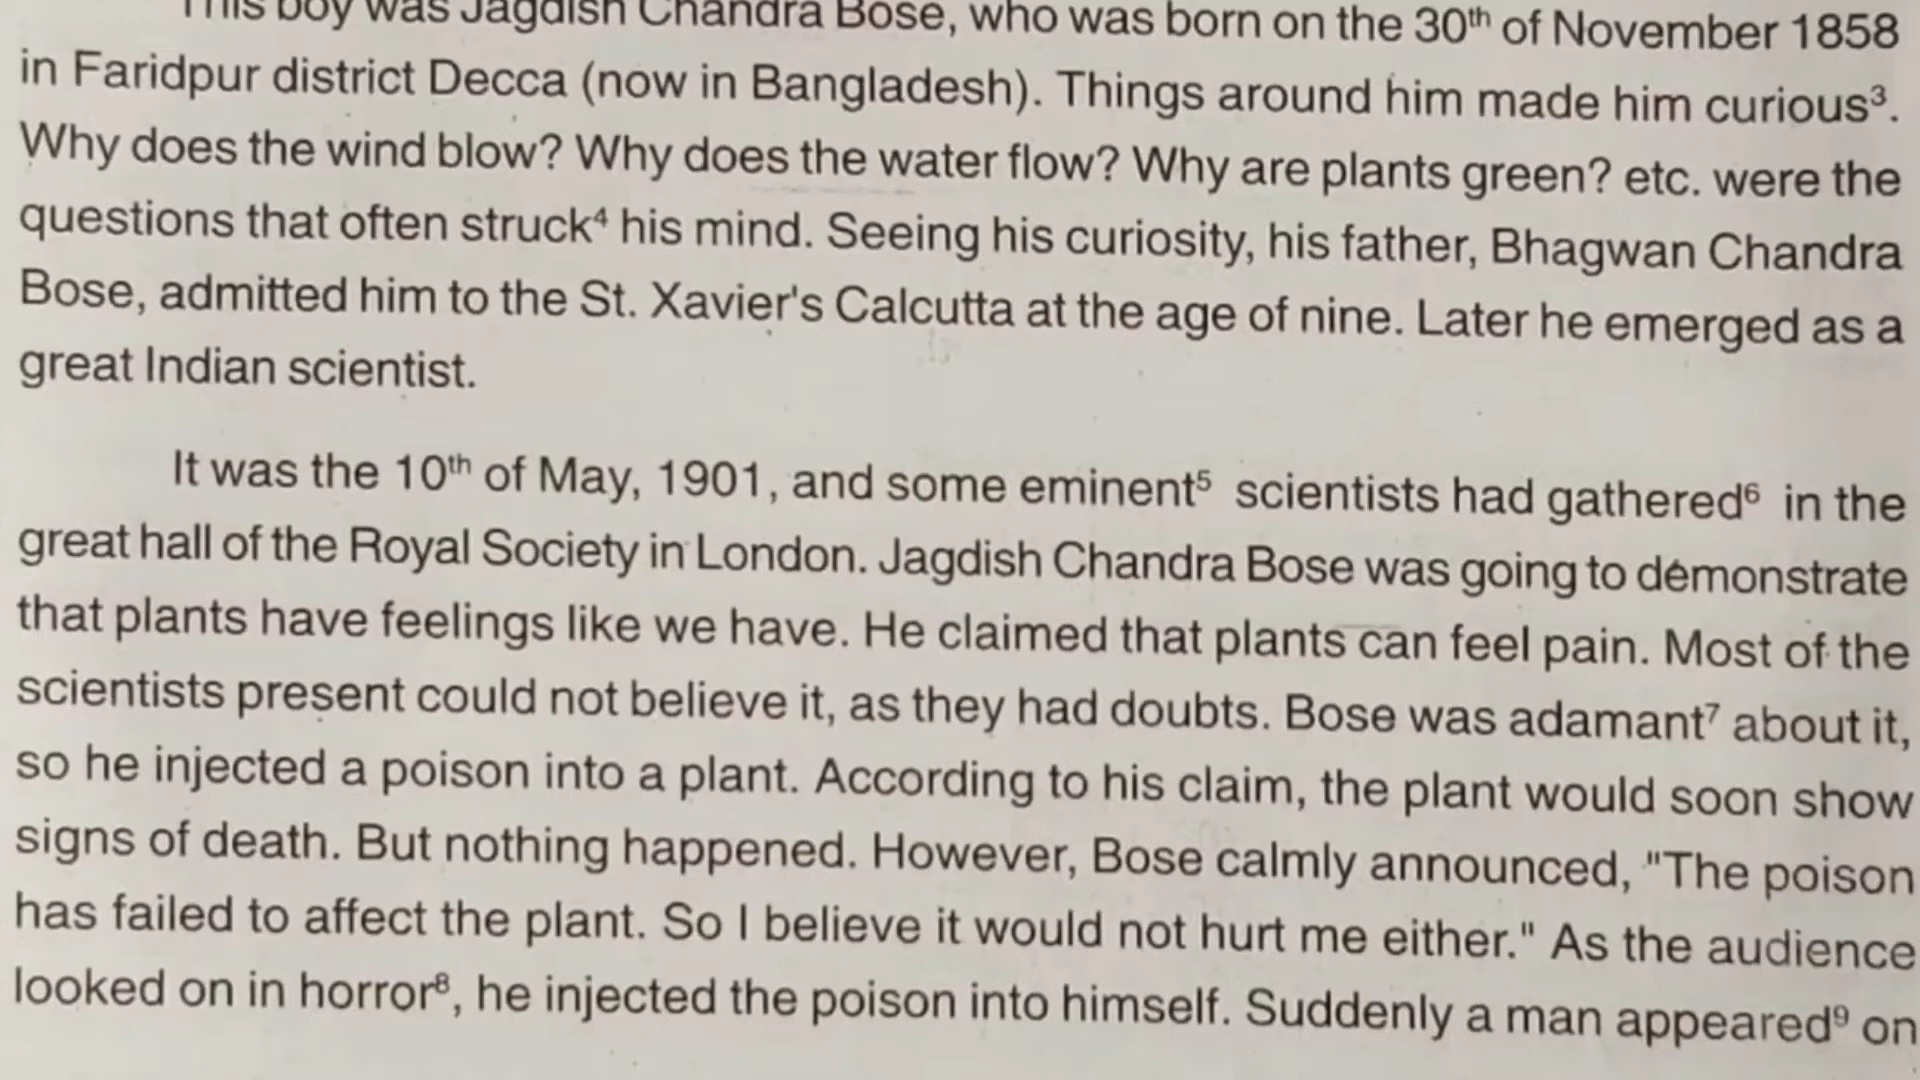 This boy was Jagdish Chandra Bose, who was born on the 30th of November 1858
in Faridpur district Decca (now in Bangladesh). Things around him made him curious³.
Why does the wind blow? Why does the water flow? Why are plants green? etc. were the
questions that often struck⁴ his mind. Seeing his curiosity, his father, Bhagwan Chandra
Bose, admitted him to the St. Xavier's Calcutta at the age of nine. Later he emerged as a
great Indian scientist.
It was the 10th of May, 1901, and some eminent⁵ scientists had gathered⁶ in the
great hall of the Royal Society in London. Jagdish Chandra Bose was going to demonstrate
that plants have feelings like we have. He claimed that plants can feel pain. Most of the
scientists present could not believe it, as they had doubts. Bose was adamant⁷ about it,
so he injected a poison into a plant. According to his claim, the plant would soon show
signs of death. But nothing happened. However, Bose calmly announced, "The poison
has failed to affect the plant. So I believe it would not hurt me either." As the audience
looked on in horror⁸, he injected the poison into himself. Suddenly a man appeared⁹ on